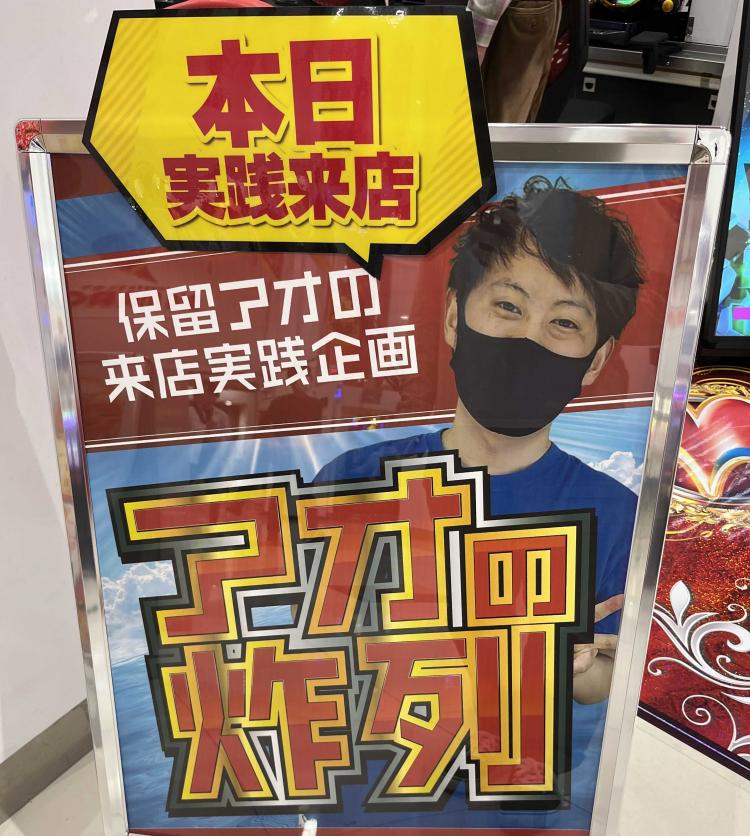 本日
実践来店
保留アオの
来店実践企画
アオの
炸列